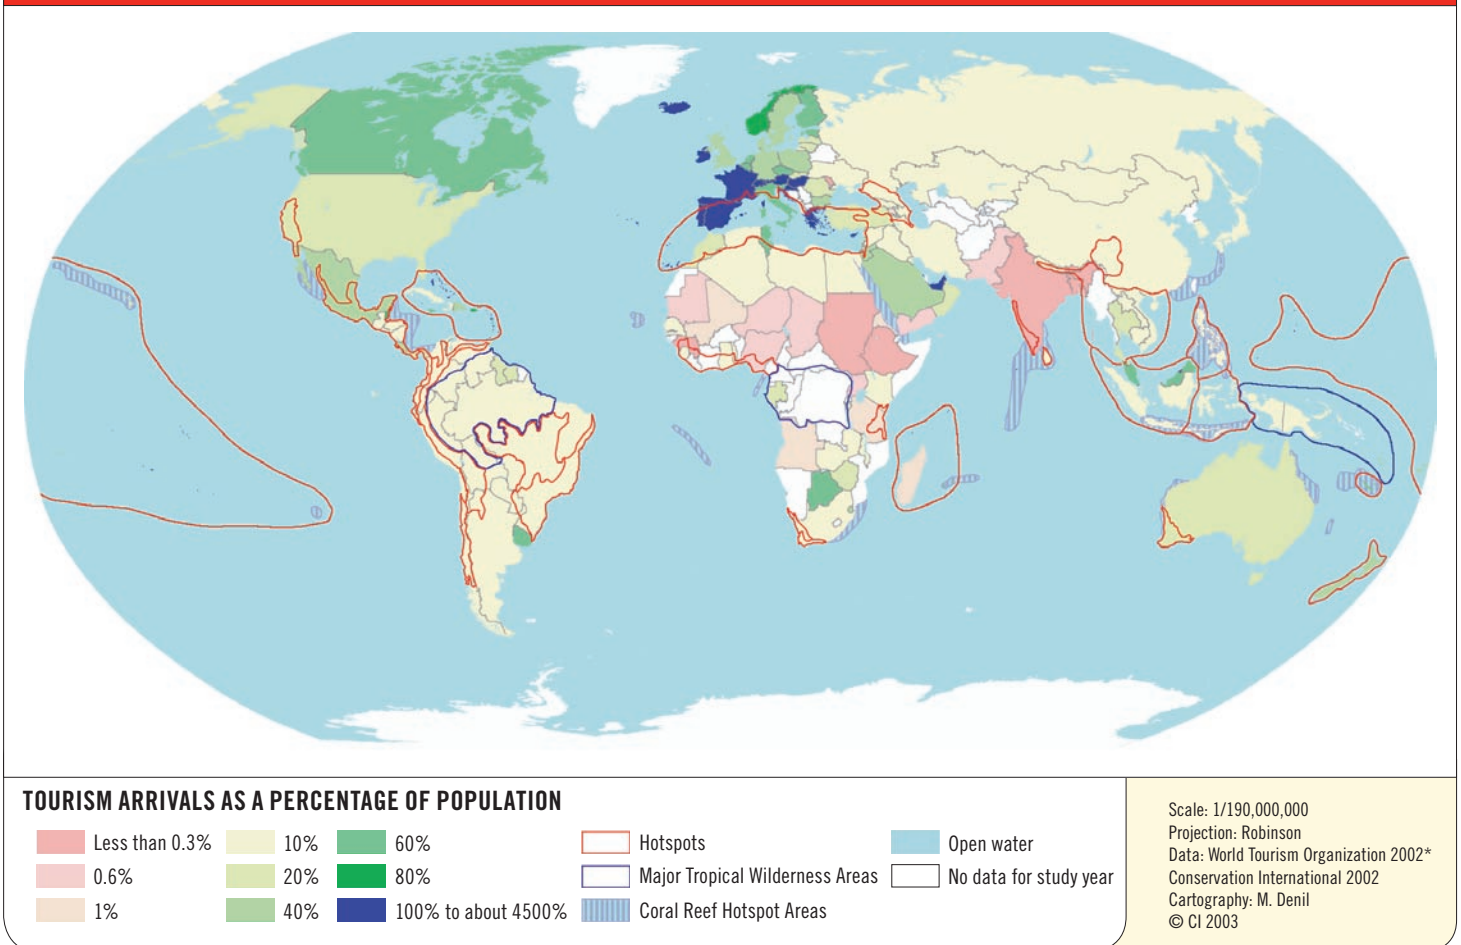 TOURISM ARRIVALS AS A PERCENTAGE OF POPULATION
Less than 0.3%
0.6%
1%
10%
20%
40%
60%
80%
100% to about 4500%
Hotspots
Major Tropical Wilderness Areas
Coral Reef Hotspot Areas
Open water
No data for study year
Scale: 1/190,000,000
Projection: Robinson
Data: World Tourism Organization 2002*
Conservation International 2002
Cartography: M. Denil
© CI 2003